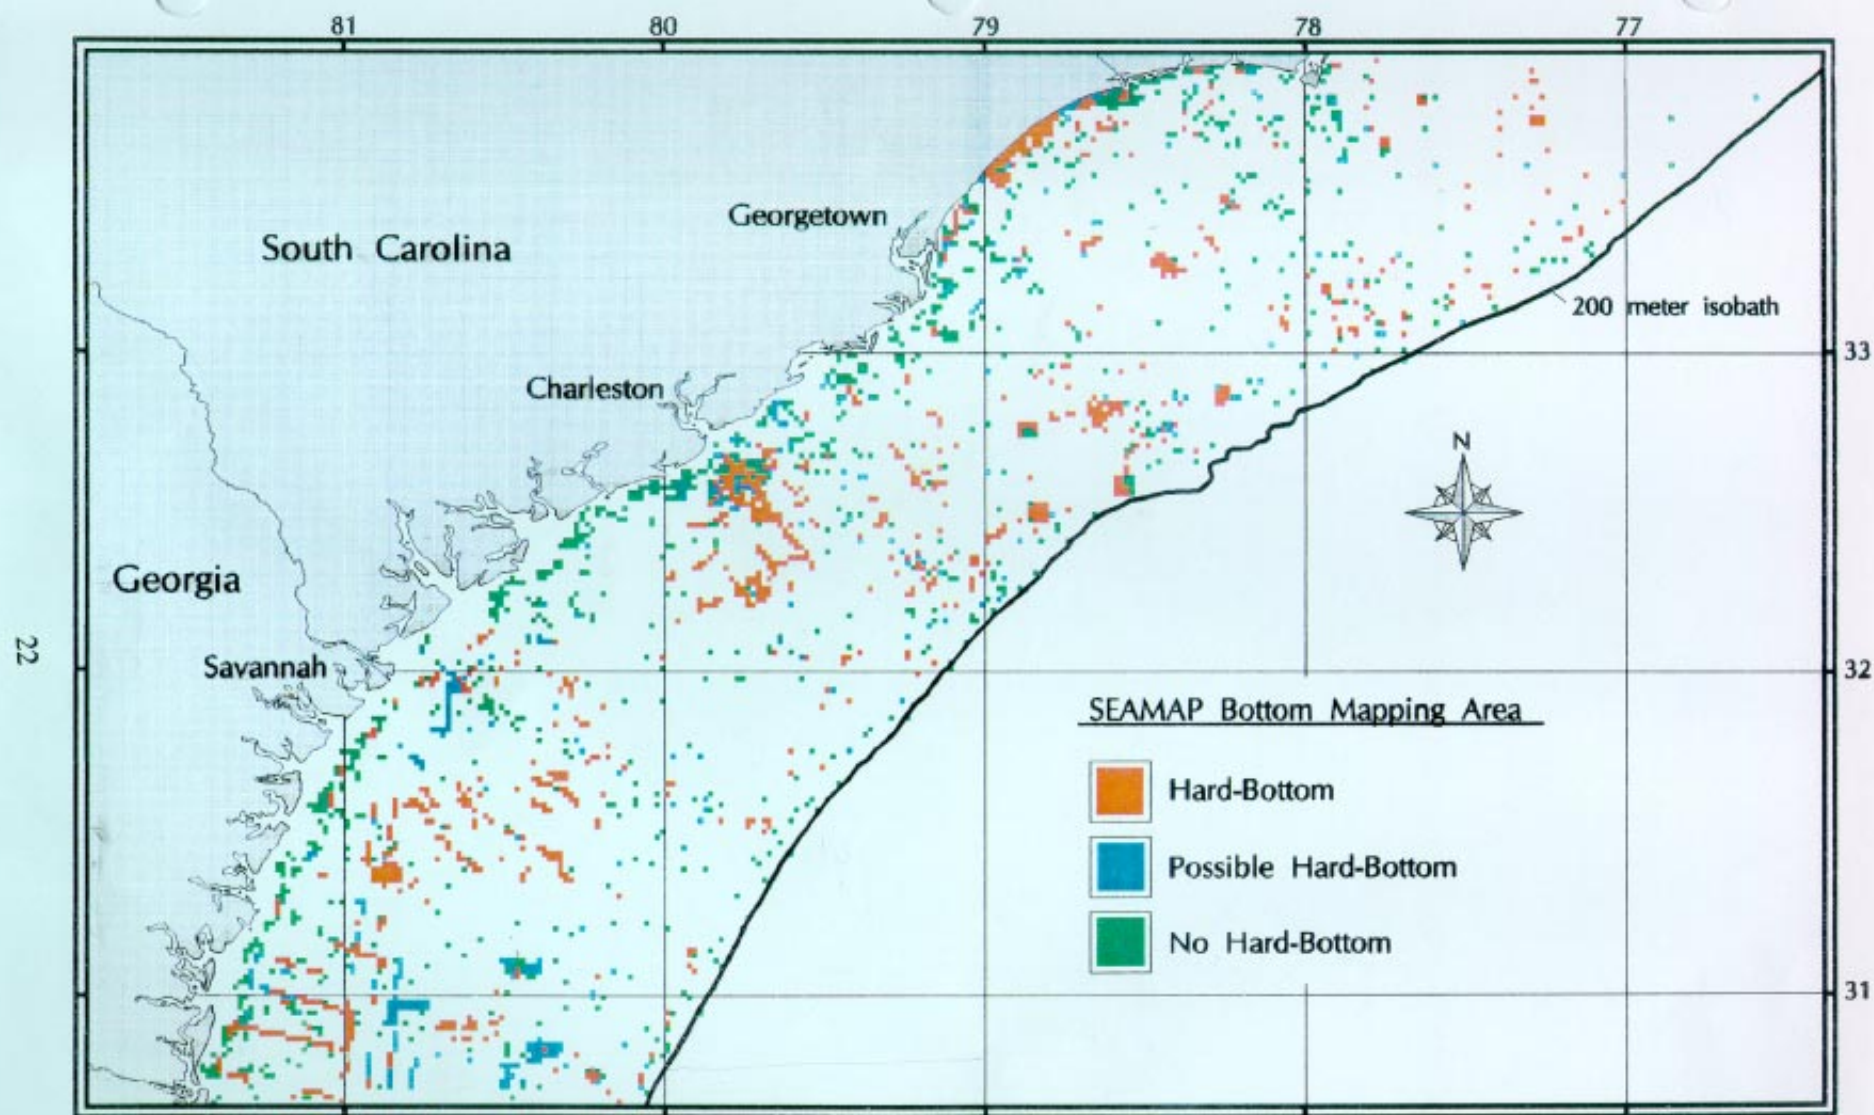 81 80 79 78 77
Georgetown
South Carolina
200 meter isobath
33
Charleston
N
Georgia
22
Savannah
32
SEAMAP Bottom Mapping Area
Hard-Bottom
Possible Hard-Bottom
No Hard-Bottom
31